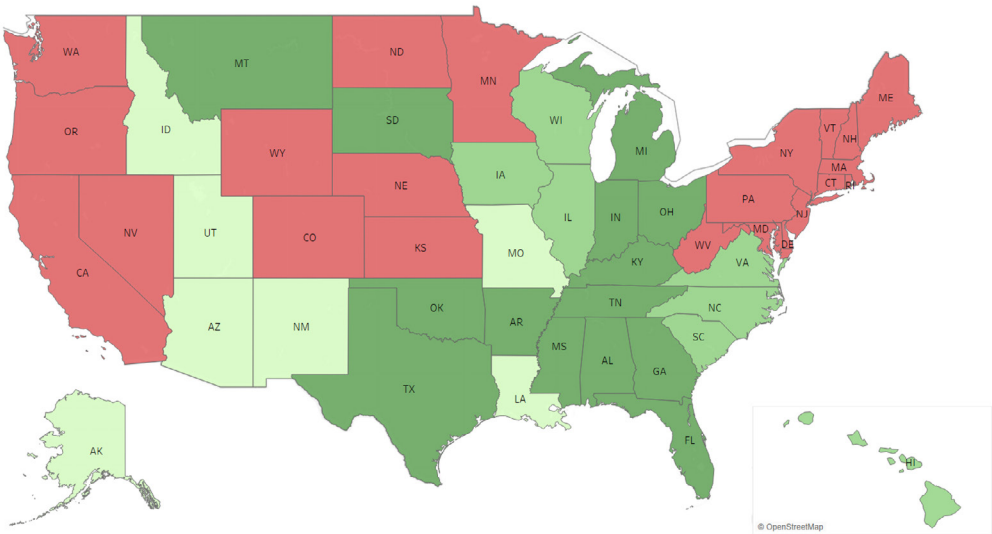 WA
MT
ND
MN
ME
OR
ID
SD
WI
MI
VT
NH
NY
MA
CT
RI
WY
NE
IA
PA
NJ
NV
UT
CO
KS
MO
IL
IN
OH
WV
MD
DE
CA
KY
VA
AZ
NM
OK
AR
TN
NC
SC
TX
LA
MS
AL
GA
FL
AK
HI
© OpenStreetMap